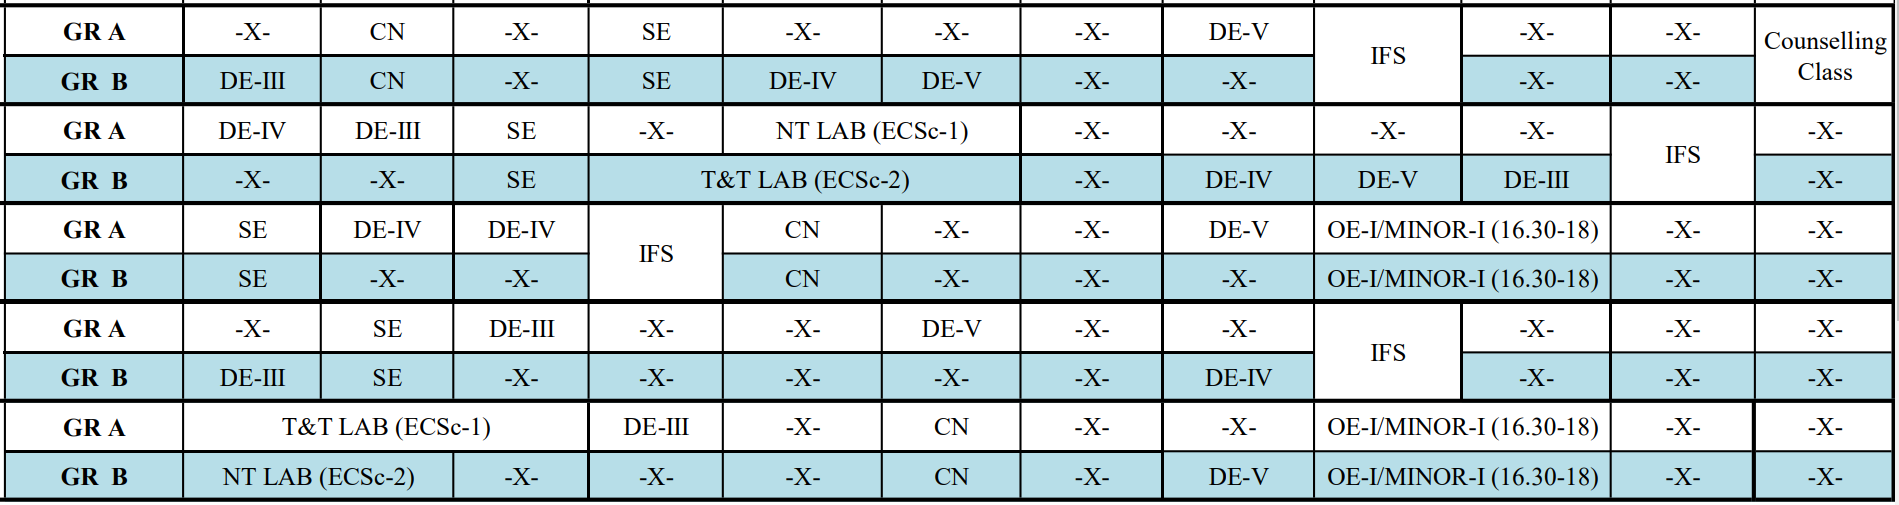 GR A -X- CN -X- SE -X- -X- -X- DE-V IFS -X- -X- Counselling Class
GR B DE-III CN -X- SE DE-IV DE-V -X- -X- -X- -X-
GR A DE-IV DE-III SE -X- NT LAB (ECSc-1) -X- -X- -X- -X- IFS -X-
GR B -X- -X- SE T&T LAB (ECSc-2) -X- DE-IV DE-V DE-III -X-
GR A SE DE-IV DE-IV IFS CN -X- -X- DE-V OE-I/MINOR-I (16.30-18) -X- -X-
GR B SE -X- -X- CN -X- -X- -X- OE-I/MINOR-I (16.30-18) -X- -X-
GR A -X- SE DE-III -X- -X- DE-V -X- -X- IFS -X- -X- -X-
GR B DE-III SE -X- -X- -X- -X- -X- DE-IV -X- -X- -X-
GR A T&T LAB (ECSc-1) DE-III -X- CN -X- -X- OE-I/MINOR-I (16.30-18) -X- -X-
GR B NT LAB (ECSc-2) -X- -X- -X- CN -X- DE-V OE-I/MINOR-I (16.30-18) -X- -X-